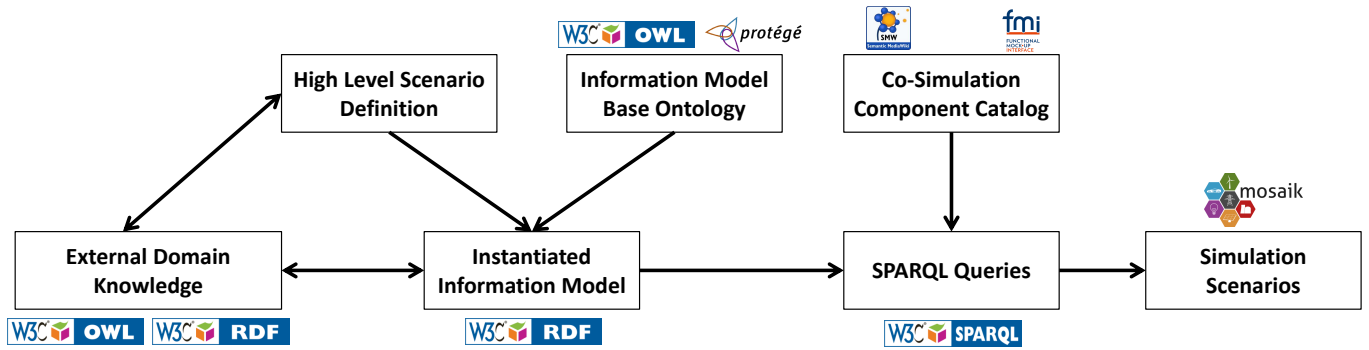 W3C OWL
protégé
SMW
Semantic MediaWiki
fmi
FUNCTIONAL
MOCK-UP
INTERFACE
High Level Scenario
Definition
Information Model
Base Ontology
Co-Simulation
Component Catalog
mosaik
External Domain
Knowledge
Instantiated
Information Model
SPARQL Queries
Simulation
Scenarios
W3C OWL
W3C RDF
W3C RDF
W3C SPARQL